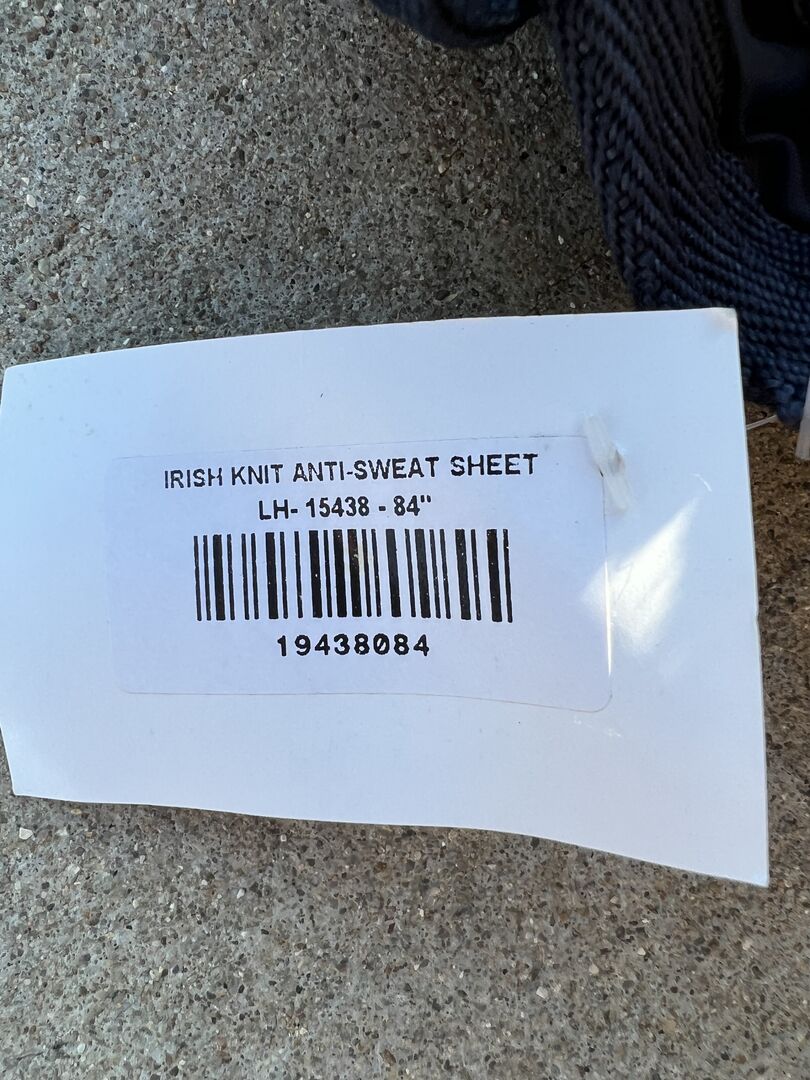 IRISH KNIT ANTI-SWEAT SHEET
LH- 15438 - 84"
19438084